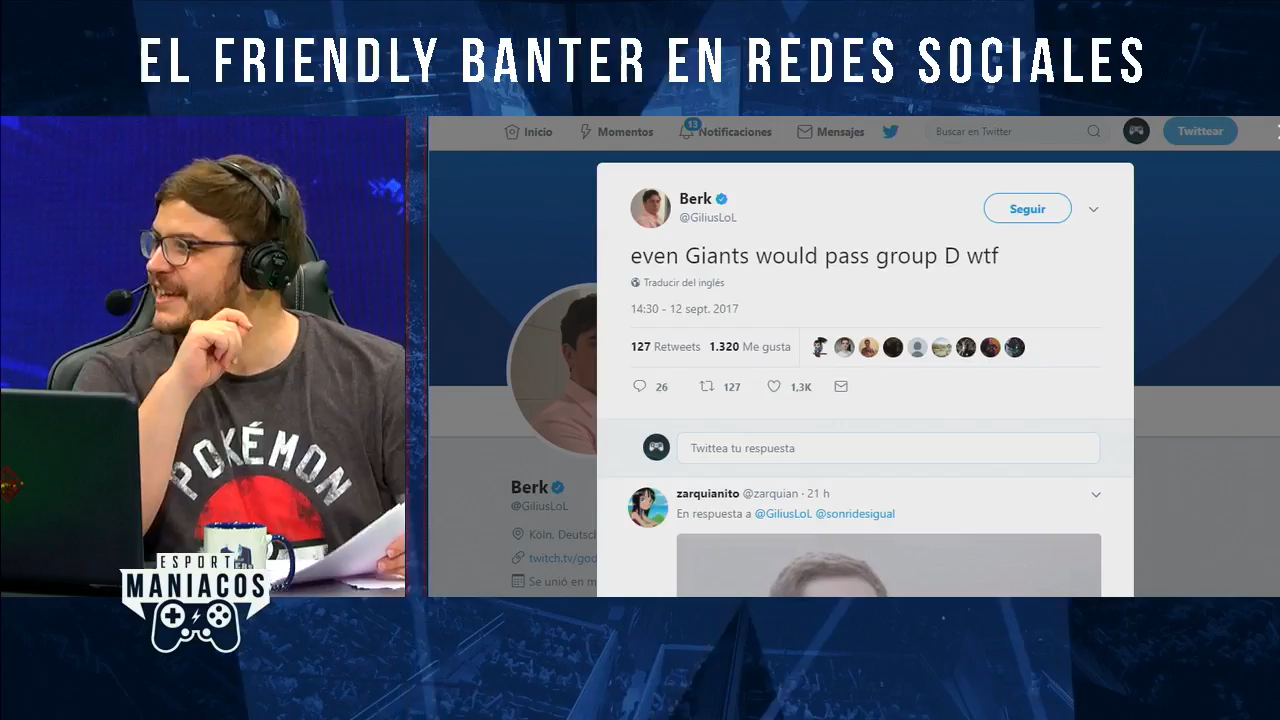 EL FRIENDLY BANTER EN REDES SOCIALES
Inicio
Momentos
13
Notificaciones
Mensajes
Buscar en Twitter
Twittear
Berk
@GiliusLoL
Seguir
even Giants would pass group D wtf
Traducir del inglés
14:30 - 12 sept. 2017
127 Retweets 1.320 Me gusta
26 127 1,3K
Twittea tu respuesta
zarquianito @zarquian · 21 h
En respuesta a @GiliusLoL @sonridesigual
Berk
@GiliusLoL
Köln. Deutsc
twitch.tv/go
Se unió en m
POKÉMON
ESPORT
MANIACOS